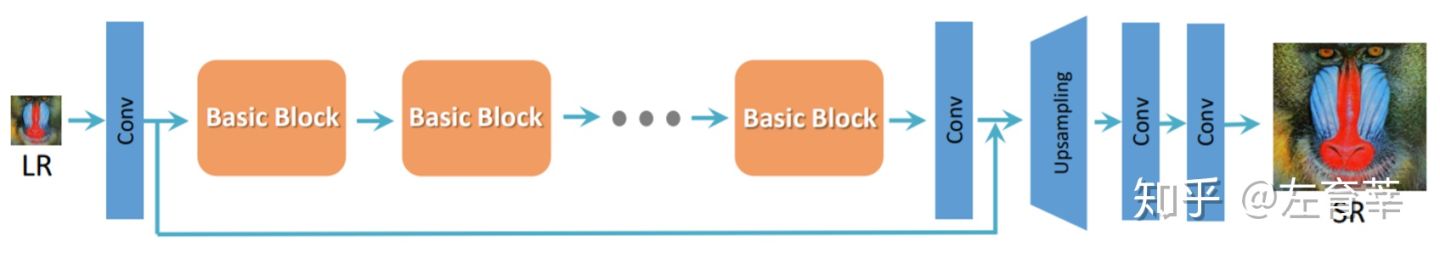 LR
Conv
Basic Block
Basic Block
Basic Block
Conv
Upsampling
Conv
Conv
SR
知乎 @左育莘